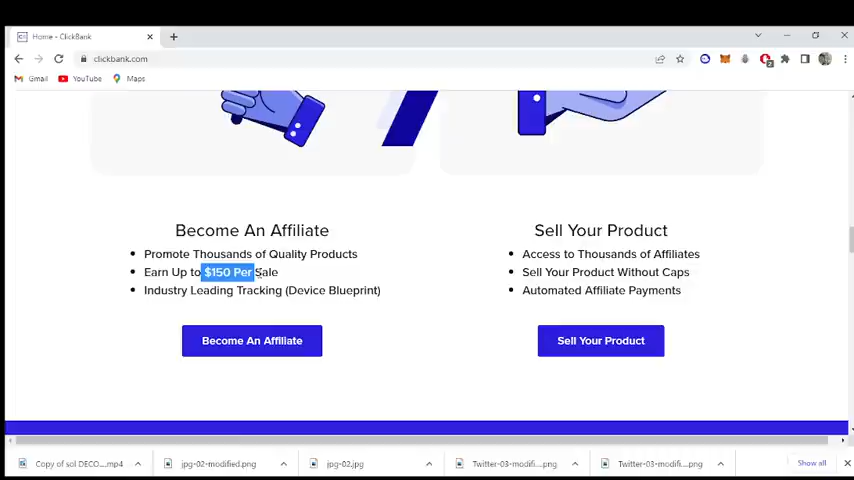 Home - ClickBank
clickbank.com
Gmail
YouTube
Maps
Become An Affiliate
Promote Thousands of Quality Products
Earn Up to $150 Per Sale
Industry Leading Tracking (Device Blueprint)
Become An Affiliate
Sell Your Product
Access to Thousands of Affiliates
Sell Your Product Without Caps
Automated Affiliate Payments
Sell Your Product
Copy of sol DECO....mp4
jpg-02-modified.png
jpg-02.jpg
Twitter-03-modifi....png
Twitter-03-modifi....png
Show all